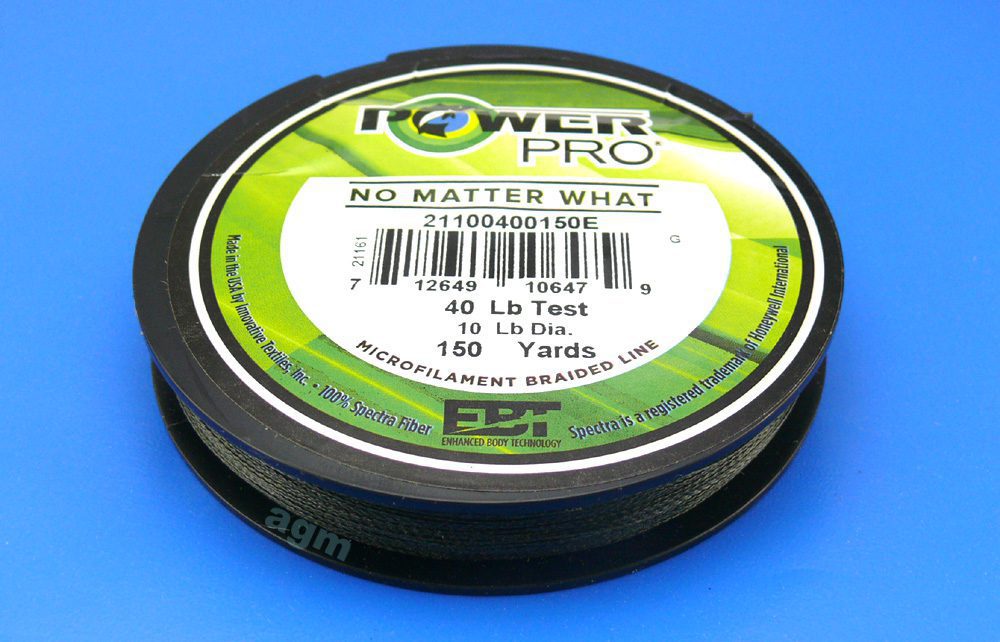 POWER
PRO®
NO MATTER WHAT
21100400150E
21161
G
7 12649 10647 9
40 Lb Test
10 Lb Dia.
150 Yards
MICROFILAMENT BRAIDED LINE
Made in the USA by Innovative Textiles, Inc. • 100% Spectra Fiber
EBT
ENHANCED BODY TECHNOLOGY
Spectra is a registered trademark of Honeywell International
agm